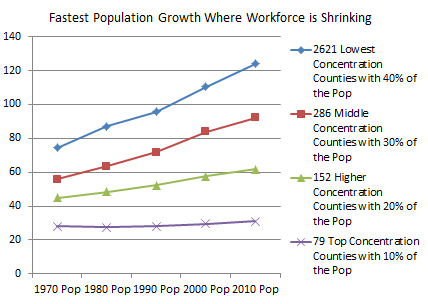 Fastest Population Growth Where Workforce is Shrinking
140
120
100
80
60
40
20
0
1970 Pop 1980 Pop 1990 Pop 2000 Pop 2010 Pop
2621 Lowest
Concentration
Counties with 40% of
the Pop
286 Middle
Concentration
Counties with 30% of
the Pop
152 Higher
Concentration
Counties with 20% of
the Pop
79 Top Concentration
Counties with 10% of
the Pop